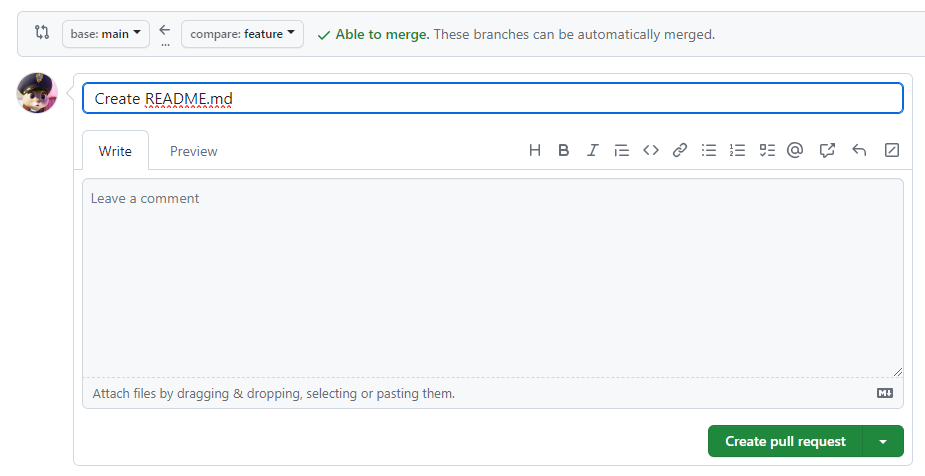 base: main ... compare: feature Able to merge. These branches can be automatically merged.
Create README.md
Write Preview
Leave a comment
Attach files by dragging & dropping, selecting or pasting them.
Create pull request